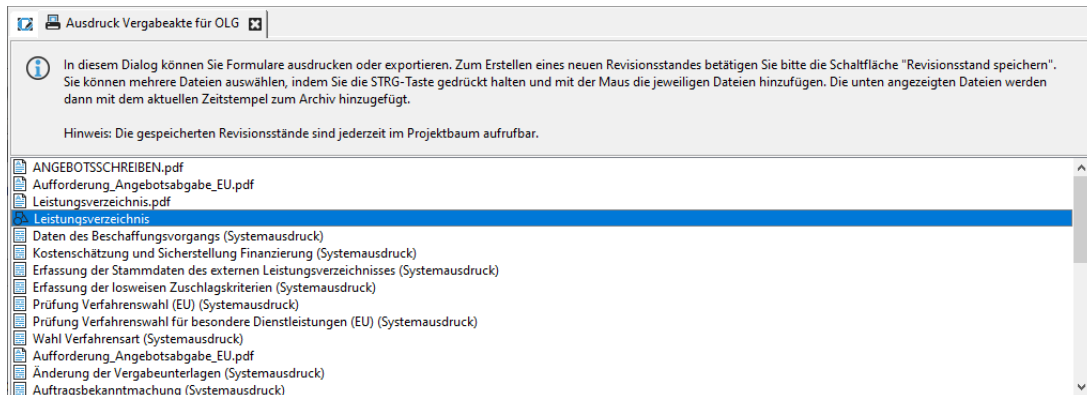 Ausdruck Vergabeakte für OLG
In diesem Dialog können Sie Formulare ausdrucken oder exportieren. Zum Erstellen eines neuen Revisionsstandes betätigen Sie bitte die Schaltfläche "Revisionsstand speichern".
Sie können mehrere Dateien auswählen, indem Sie die STRG-Taste gedrückt halten und mit der Maus die jeweiligen Dateien hinzufügen. Die unten angezeigten Dateien werden
dann mit dem aktuellen Zeitstempel zum Archiv hinzugefügt.
Hinweis: Die gespeicherten Revisionsstände sind jederzeit im Projektbaum aufrufbar.
ANGEBOTSSCHREIBEN.pdf
Aufforderung_Angebotsabgabe_EU.pdf
Leistungsverzeichnis.pdf
Leistungsverzeichnis
Daten des Beschaffungsvorgangs (Systemausdruck)
Kostenschätzung und Sicherstellung Finanzierung (Systemausdruck)
Erfassung der Stammdaten des externen Leistungsverzeichnisses (Systemausdruck)
Erfassung der losweisen Zuschlagskriterien (Systemausdruck)
Prüfung Verfahrenswahl (EU) (Systemausdruck)
Prüfung Verfahrenswahl für besondere Dienstleistungen (EU) (Systemausdruck)
Wahl Verfahrensart (Systemausdruck)
Aufforderung_Angebotsabgabe_EU.pdf
Änderung der Vergabeunterlagen (Systemausdruck)
Auftragsbekanntmachung (Systemausdruck)